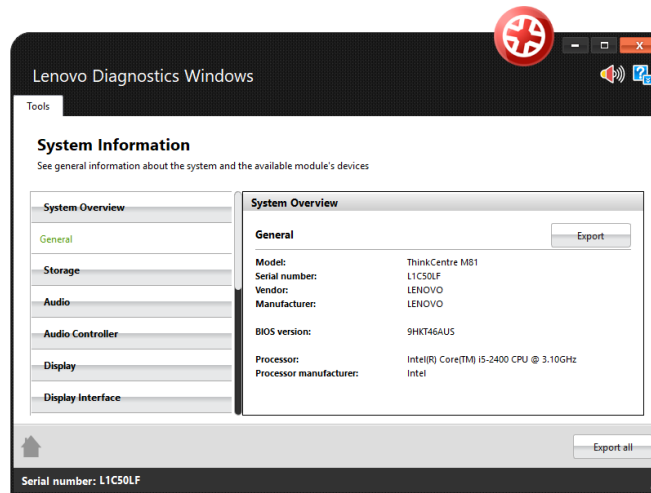 Lenovo Diagnostics Windows
Tools
System Information
See general information about the system and the available module's devices
System Overview
General
Storage
Audio
Audio Controller
Display
Display Interface
System Overview
General
Export
Model: ThinkCentre M81
Serial number: L1C50LF
Vendor: LENOVO
Manufacturer: LENOVO
BIOS version: 9HKT46AUS
Processor: Intel(R) Core(TM) i5-2400 CPU @ 3.10GHz
Processor manufacturer: Intel
Export all
Serial number: L1C50LF